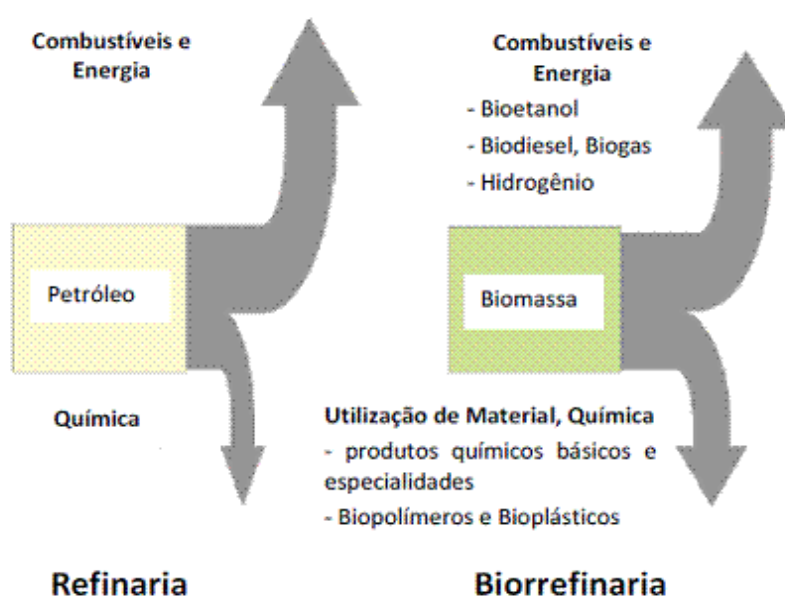 Combustíveis e
Energia
Petróleo
Química
Refinaria
Combustíveis e
Energia
- Bioetanol
- Biodiesel, Biogas
- Hidrogênio
Biomassa
Utilização de Material, Química
- produtos químicos básicos e
especialidades
- Biopolímeros e Bioplásticos
Biorrefinaria